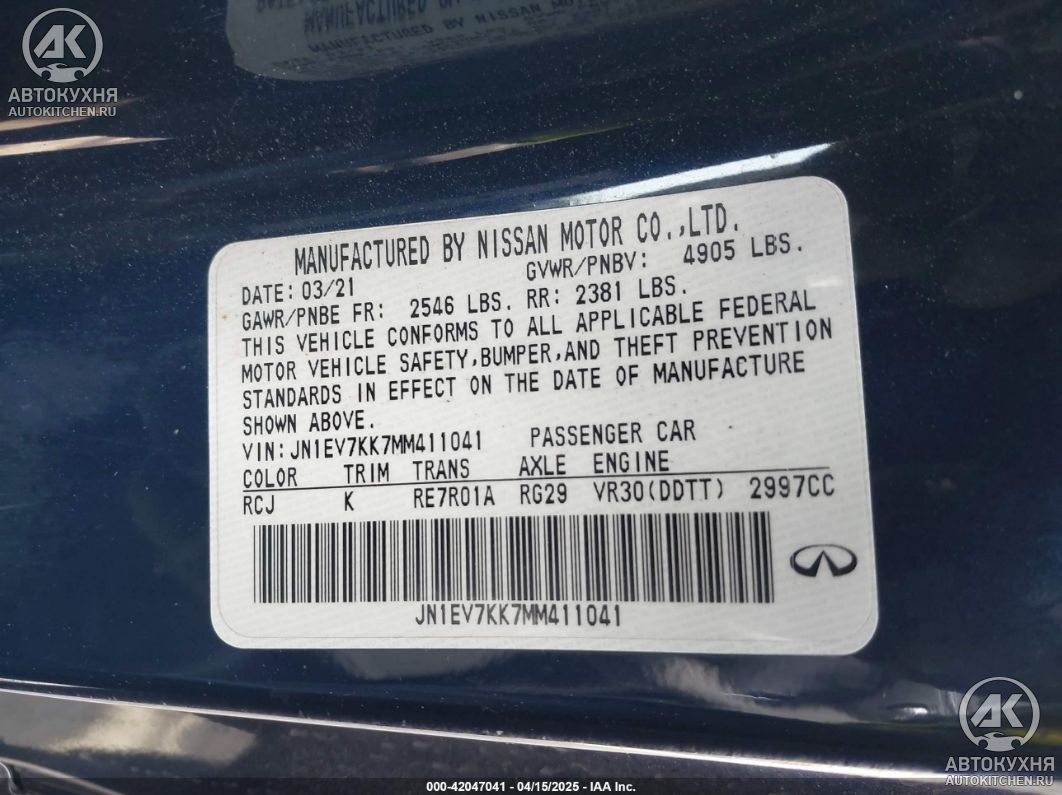 АВТОКУХНЯ
AUTOKITCHEN.RU
MANUFACTURED BY NISSAN MOTOR CO.,LTD.
DATE: 03/21 GVWR/PNBV: 4905 LBS.
GAWR/PNBE FR: 2546 LBS. RR: 2381 LBS.
THIS VEHICLE CONFORMS TO ALL APPLICABLE FEDERAL
MOTOR VEHICLE SAFETY,BUMPER,AND THEFT PREVENTION
STANDARDS IN EFFECT ON THE DATE OF MANUFACTURE
SHOWN ABOVE.
VIN:JN1EV7KK7MM411041 PASSENGER CAR
COLOR TRIM TRANS AXLE ENGINE
RCJ K RE7R01A RG29 VR30(DDTT) 2997CC
JN1EV7KK7MM411041
АВТОКУХНЯ
AUTOKITCHEN.RU
000-42047041 - 04/15/2025 - IAA Inc.